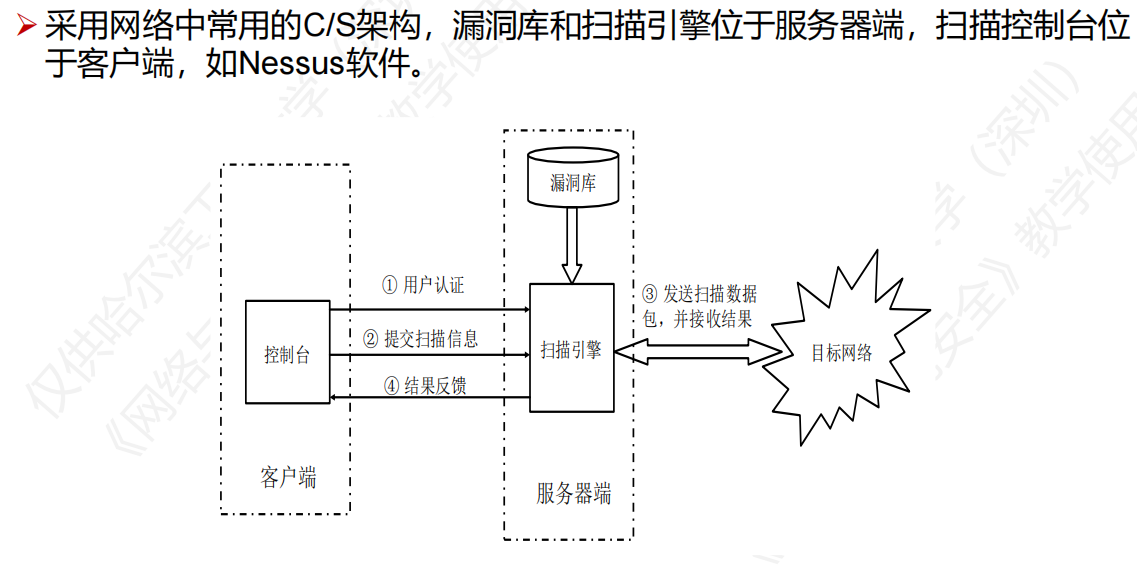 采用网络中常用的C/S架构，漏洞库和扫描引擎位于服务器端，扫描控制台位
于客户端，如Nessus软件。
漏洞库
① 用户认证
② 提交扫描信息
④ 结果反馈
控制台
扫描引擎
③ 发送扫描数据
包，并接收结果
目标网络
客户端
服务器端
仅供哈尔滨工
《网络与
学（深圳）
安全》教学使用
教学使用